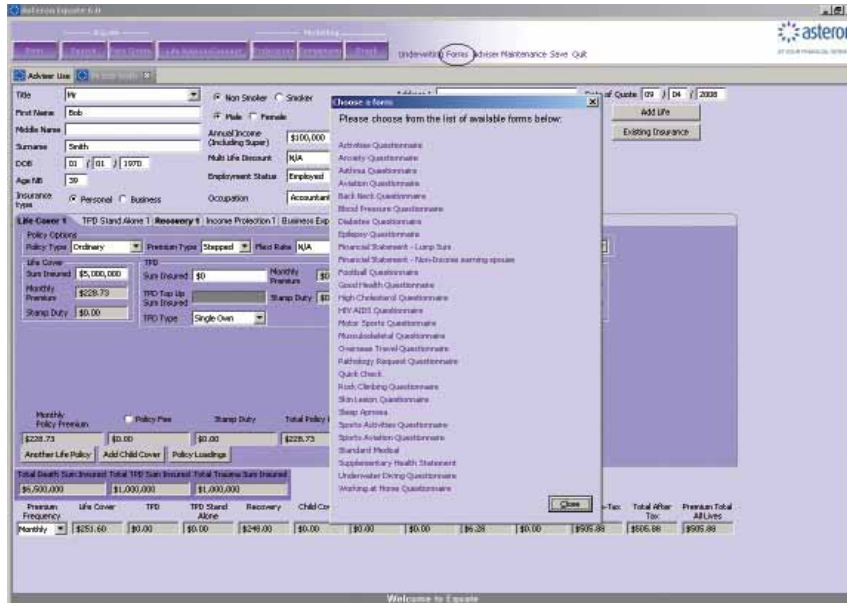 Asteron Equate 6.0
asteron
Underwriting Forms Adviser Maintenance Save Quit
Adviser Use
Title Mr Non Smoker Smoker Date of Quote 09 / 04 / 2008
First Name Bob Male Female Add Life
Middle Name Annual Income (Including Super) $100,000 Existing Insurance
Surname Smith Multi Life Discount N/A
DOB 01 / 01 / 1970 Employment Status Employed
Age NB 39
Insurance type Personal Business Occupation Accountant
Life Cover 1 TPD Stand Alone 1 Recovery 1 Income Protection 1 Business Exp
Policy Options
Policy Type Ordinary Premium Type Stepped N/A
Life Cover TPD
Sum Insured $5,000,000 Sum Insured $0 Monthly Premium $0
Monthly Premium $228.73 TPD Top Up Sum Insured Stamp Duty $0
Stamp Duty $0.00 TPD Type Single Own
Monthly Policy Premium Policy Fee Stamp Duty Total Policy
$228.73 $0.00 $0.00 $228.73
Another Life Policy Add Child Cover Policy Loadings
Total Death Sum Insured Total TPD Sum Insured Total Trauma Sum Insured
$6,500,000 $1,000,000 $1,000,000
Premium Frequency Life Cover TPD TPD Stand Alone Recovery Child Cov Total After Tax Premium Total All Lives
Monthly $251.60 $0.00 $0.00 $248.00 $0.00 $0.00 $0.00 $6.28 $0.00 $505.88 $505.88 $505.88
Choose a form
Please choose from the list of available forms below:
Activities Questionnaire
Anxiety Questionnaire
Asthma Questionnaire
Aviation Questionnaire
Back Neck Questionnaire
Blood Pressure Questionnaire
Diabetes Questionnaire
Epilepsy Questionnaire
Financial Statement - Lump Sum
Financial Statement - Non-Income earning spouse
Football Questionnaire
Good Health Questionnaire
High Cholesterol Questionnaire
HIV AIDS Questionnaire
Motor Sports Questionnaire
Musculoskeletal Questionnaire
Overseas Travel Questionnaire
Pathology Request Questionnaire
Quick Check
Rock Climbing Questionnaire
Skin Lesion Questionnaire
Sleep Apnoea
Sports Activities Questionnaire
Sports Aviation Questionnaire
Standard Medical
Supplementary Health Statement
Underwater Diving Questionnaire
Working at Home Questionnaire
Close
Welcome to Equate